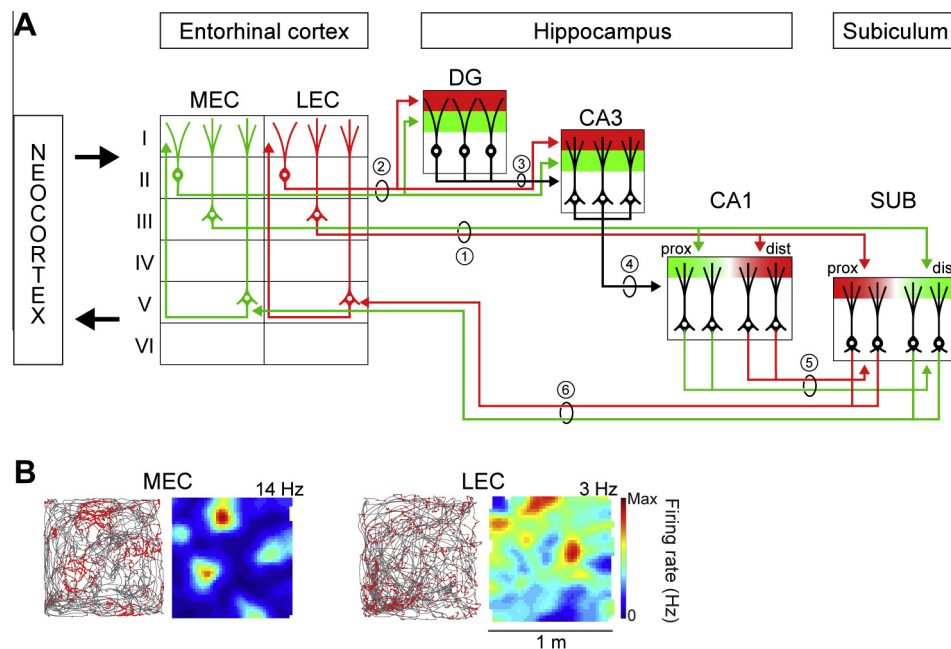 A
Entorhinal cortex
Hippocampus
Subiculum
NEOCORTEX
MEC
LEC
I
II
III
IV
V
VI
DG
CA3
CA1
SUB
prox
dist
prox
dis
1
2
3
4
5
6
B
MEC
14 Hz
LEC
3 Hz
Max
0
Firing rate (Hz)
1 m